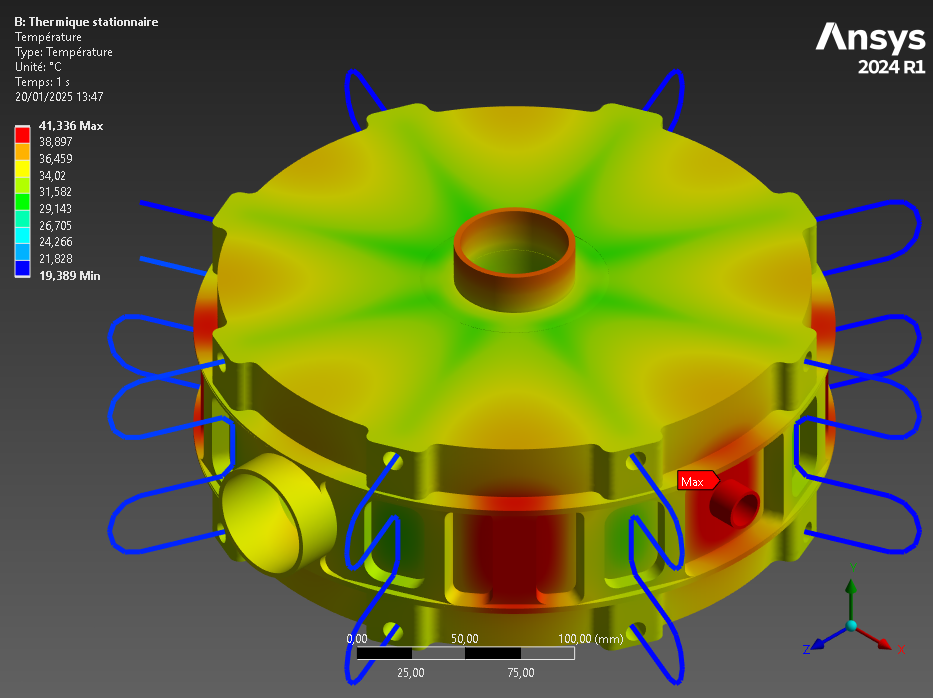 B: Thermique stationnaire
Température
Type: Température
Unité: °C
Temps: 1 s
20/01/2025 13:47
Ansys
2024 R1
41,336 Max
38,897
36,459
34,02
31,582
29,143
26,705
24,266
21,828
19,389 Min
Max
0,00 50,00 100,00 (mm)
25,00 75,00
Y
Z X